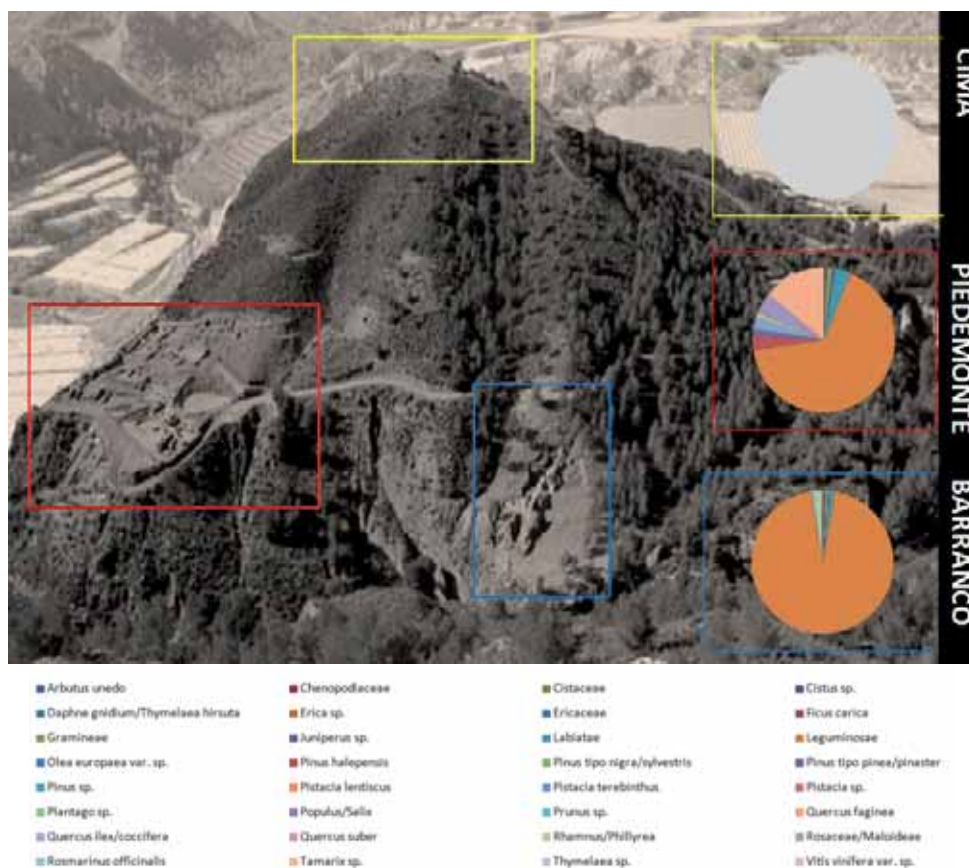 CIMA
PIEDEMONTE
BARRANCO
Arbutus unedo Chenopodiaceae Cistaceae Cistus sp.
Daphne gnidium/Thymelaea hirsuta Erica sp. Ericaceae Ficus carica
Gramineae Juniperus sp. Labiatae Leguminosae
Olea europaea var. sp. Pinus halepensis Pinus tipo nigra/sylvestris Pinus tipo pinea/pinaster
Pinus sp. Pistacia lentiscus Pistacia terebinthus Pistacia sp.
Plantago sp. Populus/Salix Prunus sp. Quercus faginea
Quercus ilex/coccifera Quercus suber Rhamnus/Phillyrea Rosaceae/Maloideae
Rosmarinus officinalis Tamarix sp. Thymelaea sp. Vitis vinifera var. sp.